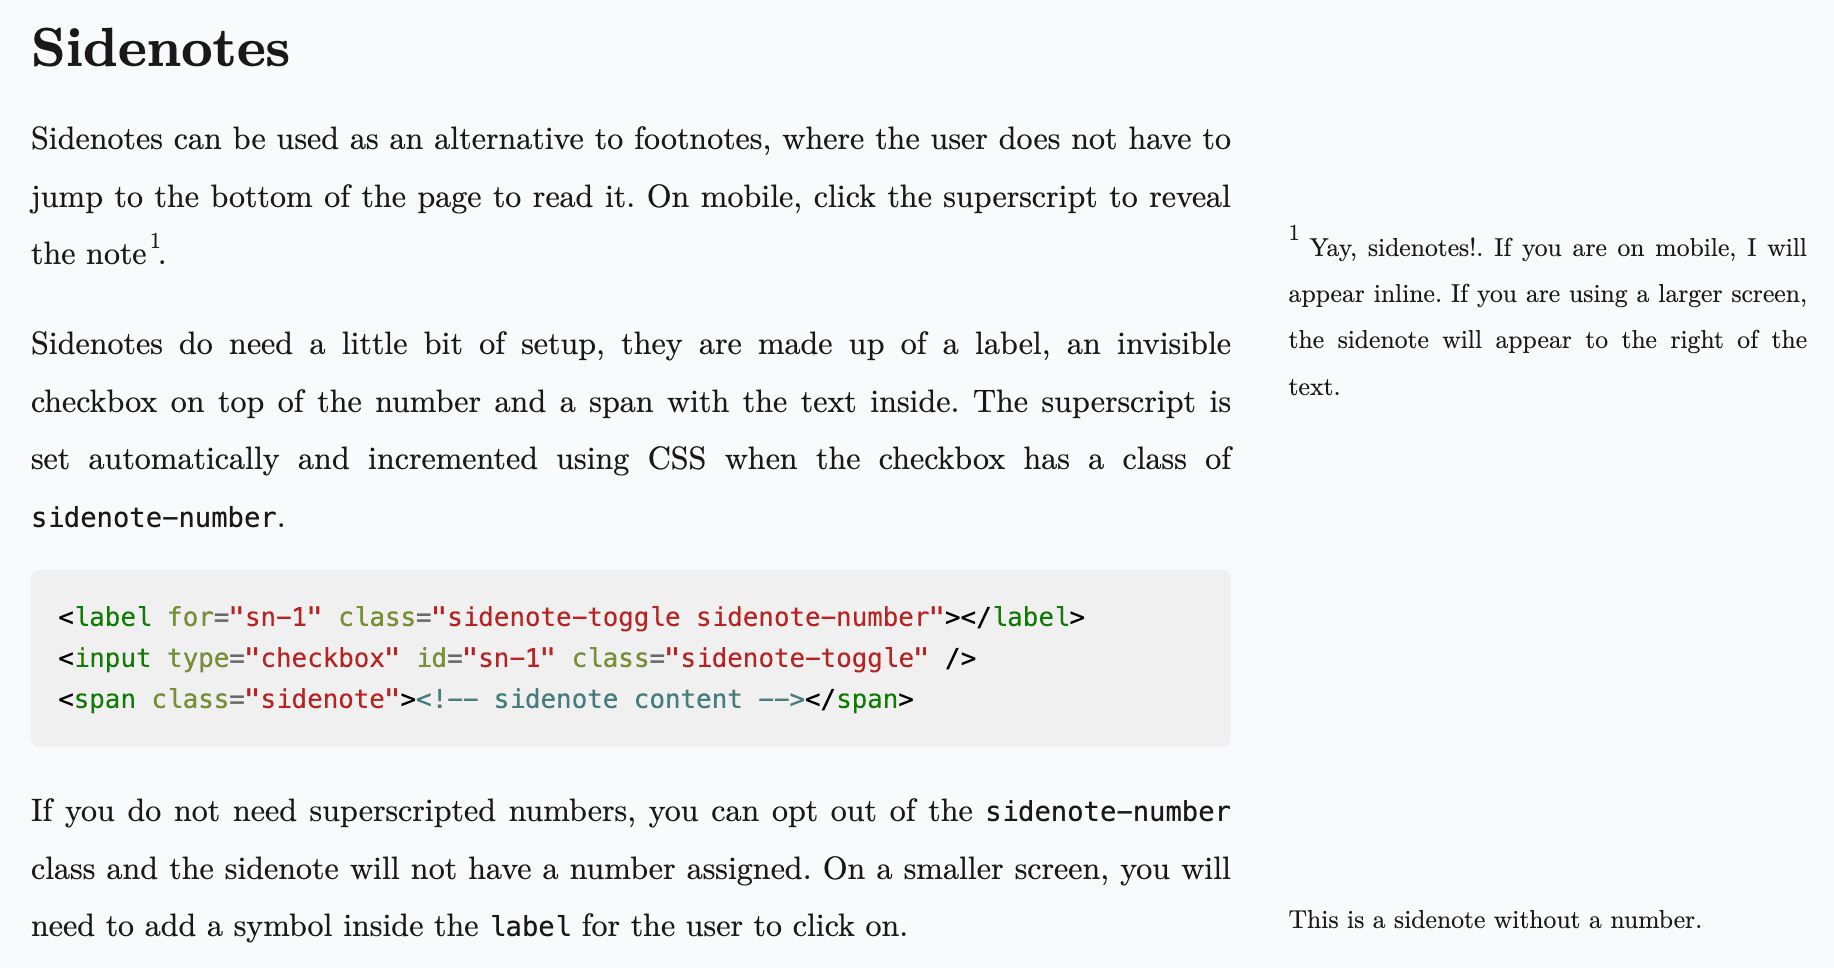 Sidenotes
Sidenotes can be used as an alternative to footnotes, where the user does not have to
jump to the bottom of the page to read it. On mobile, click the superscript to reveal
the note1.
1 Yay, sidenotes!. If you are on mobile, I will
appear inline. If you are using a larger screen,
the sidenote will appear to the right of the
text.
Sidenotes do need a little bit of setup, they are made up of a label, an invisible
checkbox on top of the number and a span with the text inside. The superscript is
set automatically and incremented using CSS when the checkbox has a class of
sidenote-number.
<label for="sn-1" class="sidenote-toggle sidenote-number"></label>
<input type="checkbox" id="sn-1" class="sidenote-toggle" />
<span class="sidenote"><!-- sidenote content --></span>
If you do not need superscripted numbers, you can opt out of the sidenote-number
class and the sidenote will not have a number assigned. On a smaller screen, you will
need to add a symbol inside the label for the user to click on.
This is a sidenote without a number.